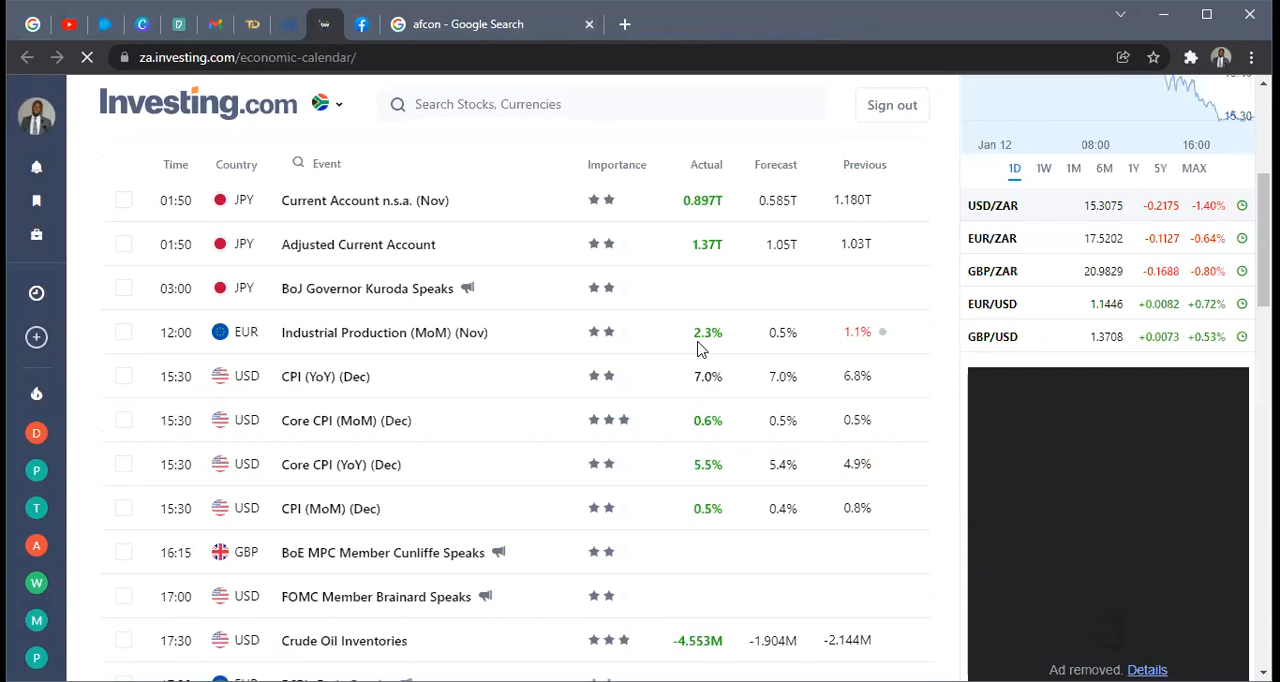 afcon - Google Search
za.investing.com/economic-calendar/
Investing.com
Search Stocks, Currencies
Sign out
Time Country Event Importance Actual Forecast Previous
01:50 JPY Current Account n.s.a. (Nov) 0.897T 0.585T 1.180T
01:50 JPY Adjusted Current Account 1.37T 1.05T 1.03T
03:00 JPY BoJ Governor Kuroda Speaks
12:00 EUR Industrial Production (MoM) (Nov) 2.3% 0.5% 1.1%
15:30 USD CPI (YoY) (Dec) 7.0% 7.0% 6.8%
15:30 USD Core CPI (MoM) (Dec) 0.6% 0.5% 0.5%
15:30 USD Core CPI (YoY) (Dec) 5.5% 5.4% 4.9%
15:30 USD CPI (MoM) (Dec) 0.5% 0.4% 0.8%
16:15 GBP BoE MPC Member Cunliffe Speaks
17:00 USD FOMC Member Brainard Speaks
17:30 USD Crude Oil Inventories -4.553M -1.904M -2.144M
D
P
T
A
W
M
P
15.30
Jan 12 08:00 16:00
1D 1W 1M 6M 1Y 5Y MAX
USD/ZAR 15.3075 -0.2175 -1.40%
EUR/ZAR 17.5202 -0.1127 -0.64%
GBP/ZAR 20.9829 -0.1688 -0.80%
EUR/USD 1.1446 +0.0082 +0.72%
GBP/USD 1.3708 +0.0073 +0.53%
Ad removed. Details